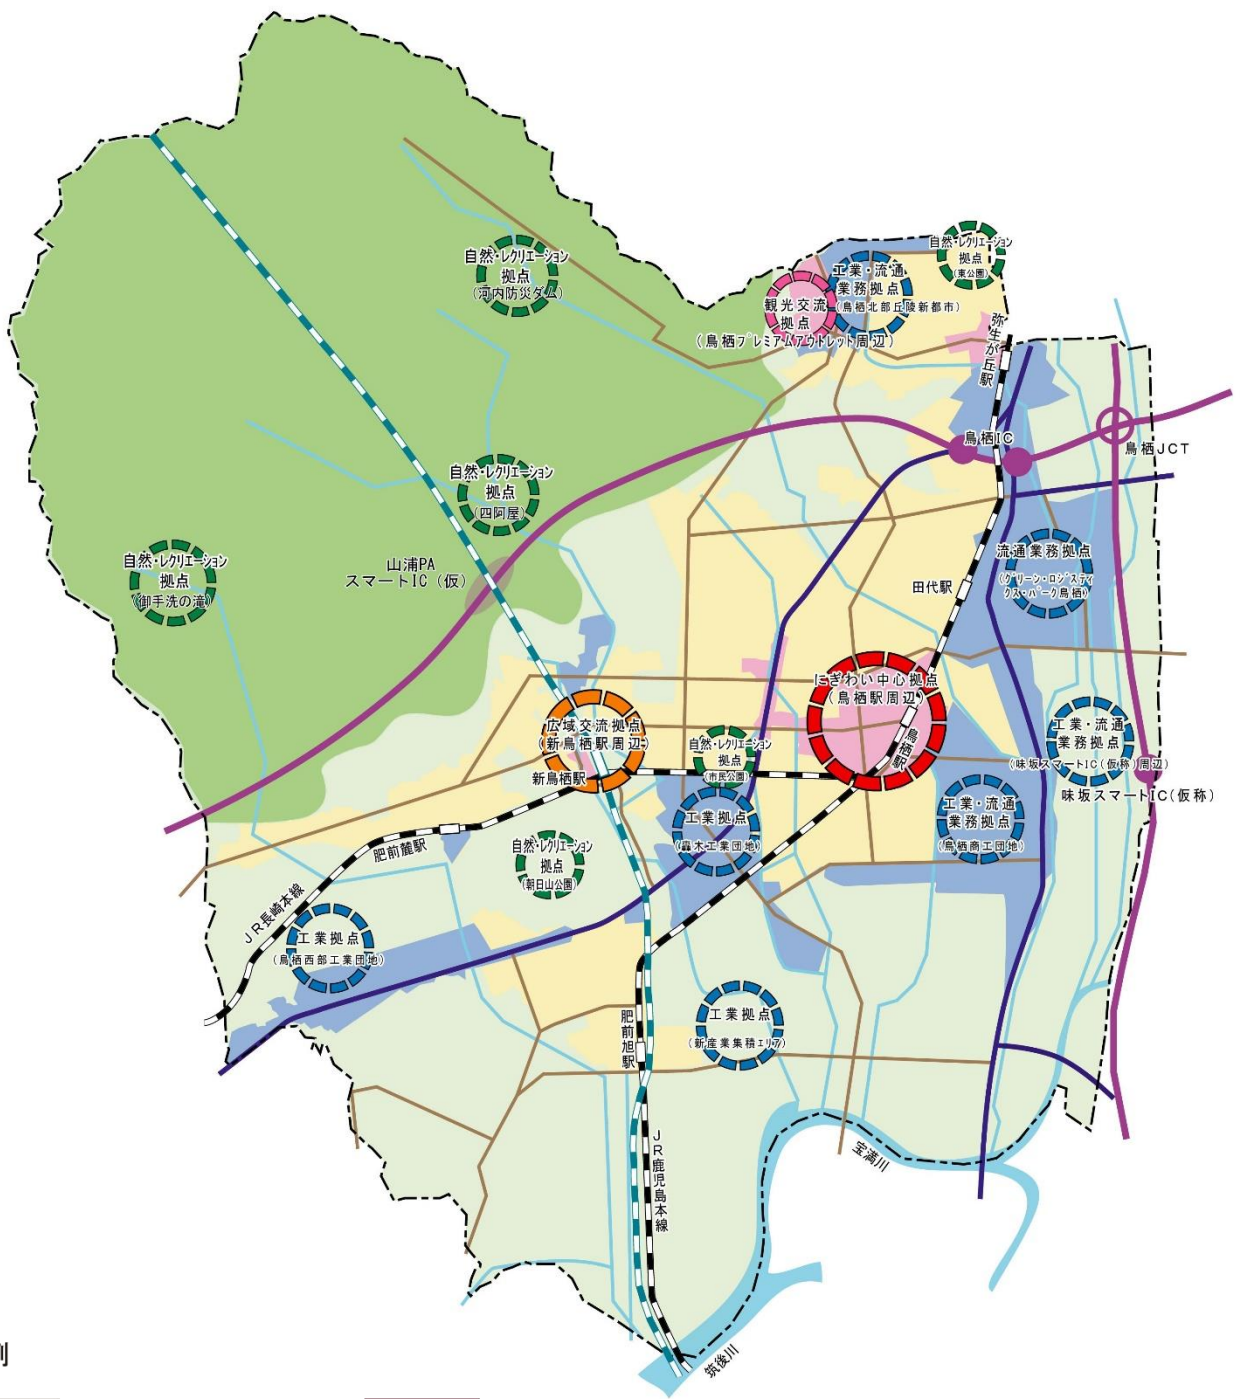 自然・レクリエーション
拠点
(河内防災ダム)
自然・レクリエーション
拠点
(東公園)
工業・流通
業務拠点
(鳥栖北部丘陵新都市)
観光交流
拠点
(鳥栖プレミアムアウトレット周辺)
弥生が丘駅
鳥栖IC
鳥栖JCT
自然・レクリエーション
拠点
(四阿屋)
自然・レクリエーション
拠点
(御手洗の滝)
山浦PA
スマートIC(仮)
流通業務拠点
(グリーン・ロジスティ
クス・パーク鳥栖)
田代駅
にぎわい中心拠点
(鳥栖駅周辺)
鳥栖駅
広域交流拠点
(新鳥栖駅周辺)
新鳥栖駅
自然・レクリエーション
拠点
(市民公園)
工業・流通
業務拠点
(味坂スマートIC(仮称)周辺)
味坂スマートIC(仮称)
工業・流通
業務拠点
(鳥栖商工団地)
工業拠点
(轟木工業団地)
肥前麓駅
自然・レクリエーション
拠点
(朝日山公園)
JR長崎本線
工業拠点
(鳥栖西部工業団地)
工業拠点
(新産業集積エリア)
肥前旭駅
JR鹿児島本線
宝満川
筑後川